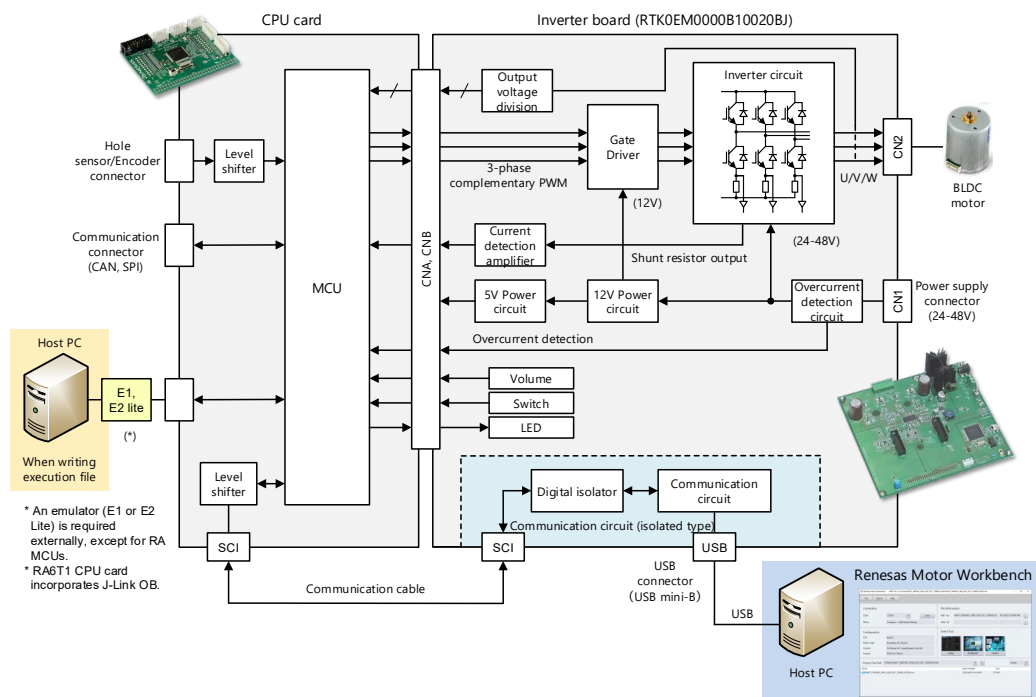 CPU card
Inverter board (RTK0EM0000B10020BJ)
Output
voltage
division
Inverter circuit
Hole
sensor/Encoder
connector
Level
shifter
Gate
Driver
CN2
3-phase
complementary PWM
U/V/W
BLDC
motor
(12V)
Communication
connector
(CAN, SPI)
Current
detection
amplifier
(24-48V)
Shunt resistor output
MCU
CNA, CNB
5V Power
circuit
12V Power
circuit
Overcurrent
detection
circuit
CN1
Power supply
connector
(24-48V)
Host PC
Overcurrent detection
E1,
E2 lite
(*)
Volume
Switch
LED
When writing
execution file
Level
shifter
Digital isolator
Communication
circuit
* An emulator (E1 or E2
Lite) is required
externally, except for RA
MCUs.
* RA6T1 CPU card
incorporates J-Link OB.
Communication circuit (isolated type)
SCI
SCI
USB
Communication cable
USB
connector
(USB mini-B)
USB
Renesas Motor Workbench
Host PC